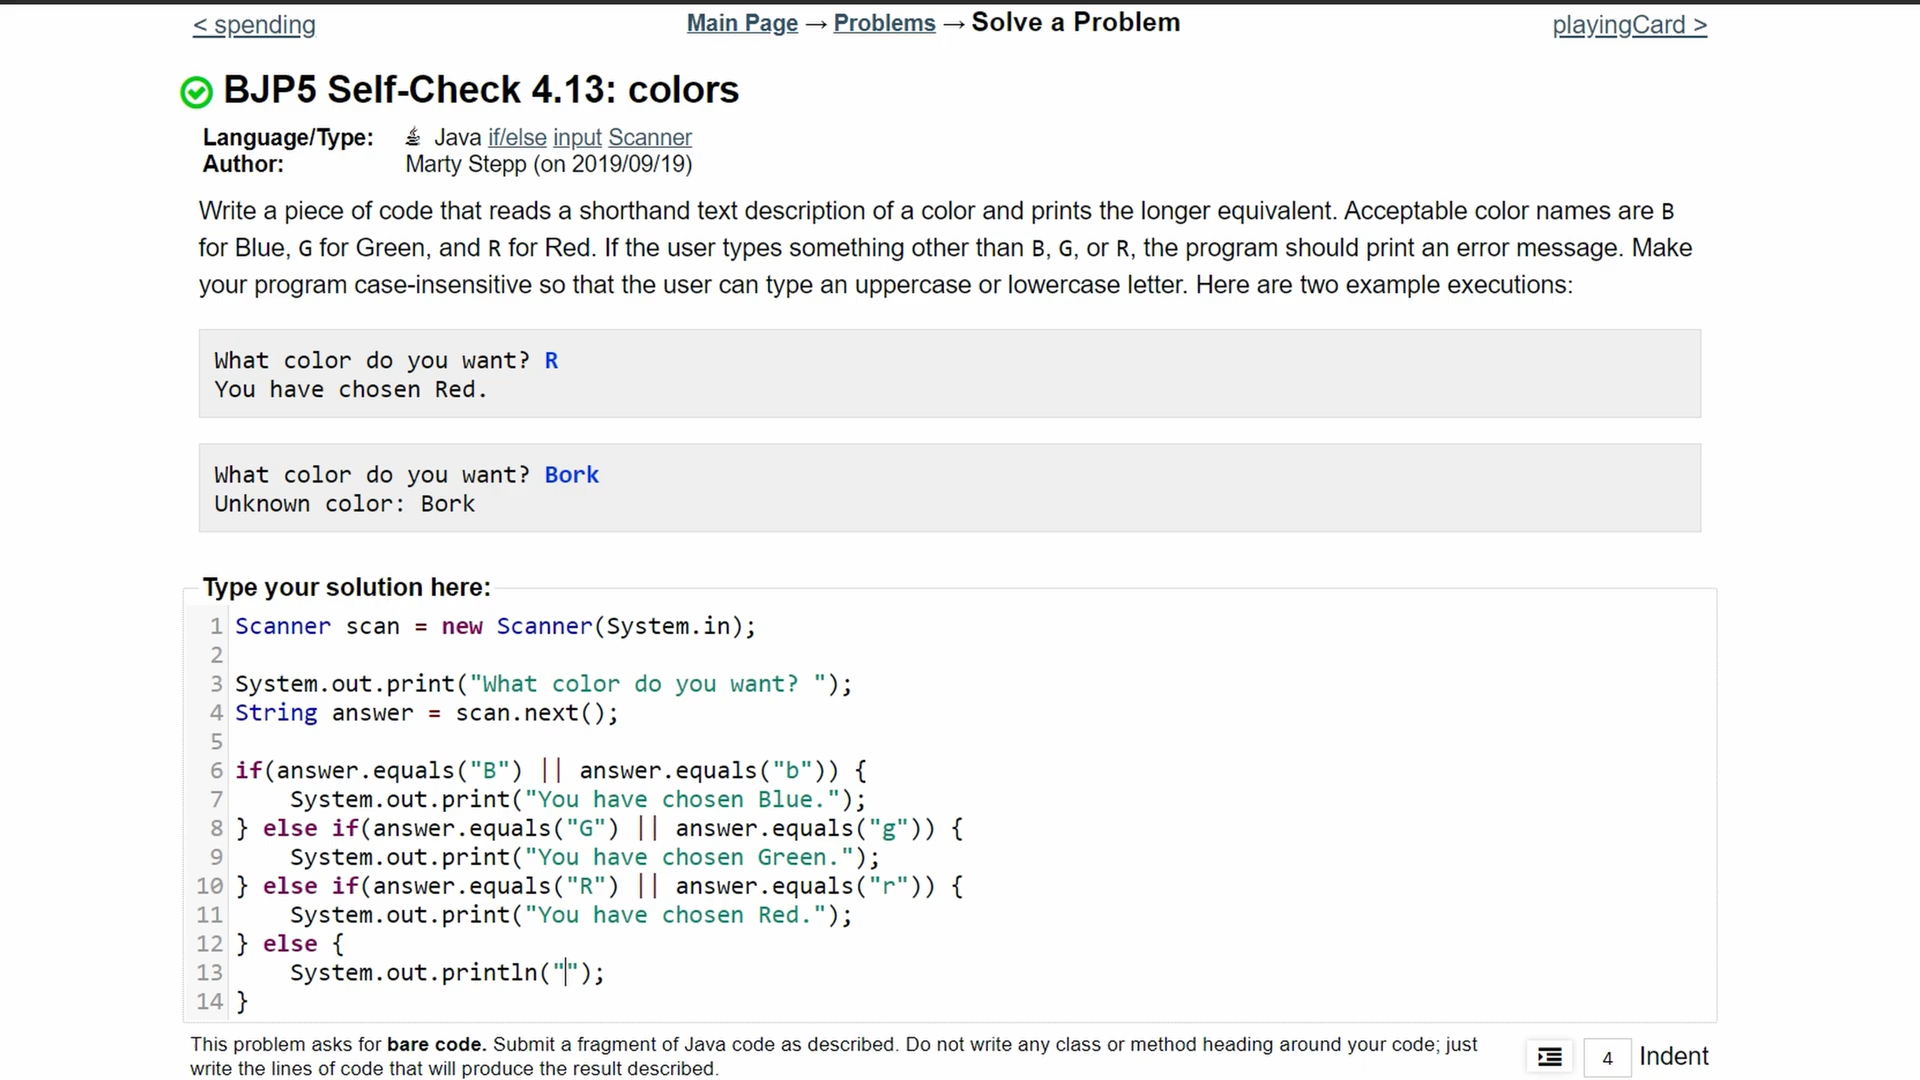 < spending
Main Page → Problems → Solve a Problem
playingCard >
BJP5 Self-Check 4.13: colors
Language/Type: Java if/else input Scanner
Author: Marty Stepp (on 2019/09/19)
Write a piece of code that reads a shorthand text description of a color and prints the longer equivalent. Acceptable color names are B
for Blue, G for Green, and R for Red. If the user types something other than B, G, or R, the program should print an error message. Make
your program case-insensitive so that the user can type an uppercase or lowercase letter. Here are two example executions:
What color do you want? R
You have chosen Red.
What color do you want? Bork
Unknown color: Bork
Type your solution here:
1 Scanner scan = new Scanner(System.in);
2
3 System.out.print("What color do you want? ");
4 String answer = scan.next();
5
6 if(answer.equals("B") || answer.equals("b")) {
7     System.out.print("You have chosen Blue.");
8 } else if(answer.equals("G") || answer.equals("g")) {
9     System.out.print("You have chosen Green.");
10 } else if(answer.equals("R") || answer.equals("r")) {
11     System.out.print("You have chosen Red.");
12 } else {
13     System.out.println("");
14 }
This problem asks for bare code. Submit a fragment of Java code as described. Do not write any class or method heading around your code; just
write the lines of code that will produce the result described.
4 Indent